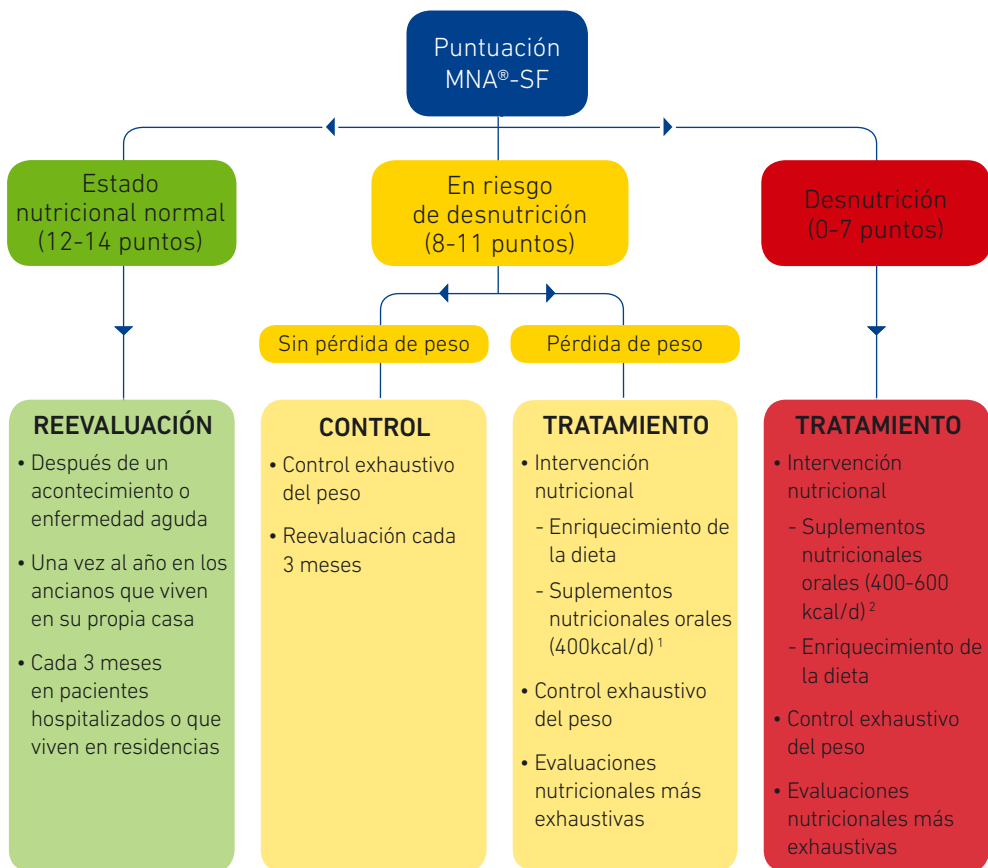 Puntuación
MNA®-SF
Estado
nutricional normal
(12-14 puntos)
En riesgo
de desnutrición
(8-11 puntos)
Desnutrición
(0-7 puntos)
Sin pérdida de peso
Pérdida de peso
REEVALUACIÓN
• Después de un
acontecimiento o
enfermedad aguda
• Una vez al año en los
ancianos que viven
en su propia casa
• Cada 3 meses
en pacientes
hospitalizados o que
viven en residencias
CONTROL
• Control exhaustivo
del peso
• Reevaluación cada
3 meses
TRATAMIENTO
• Intervención
nutricional
- Enriquecimiento de
la dieta
- Suplementos
nutricionales orales
(400kcal/d) ¹
• Control exhaustivo
del peso
• Evaluaciones
nutricionales más
exhaustivas
TRATAMIENTO
• Intervención
nutricional
- Suplementos
nutricionales
orales (400-600
kcal/d) ²
- Enriquecimiento de
la dieta
• Control exhaustivo
del peso
• Evaluaciones
nutricionales más
exhaustivas